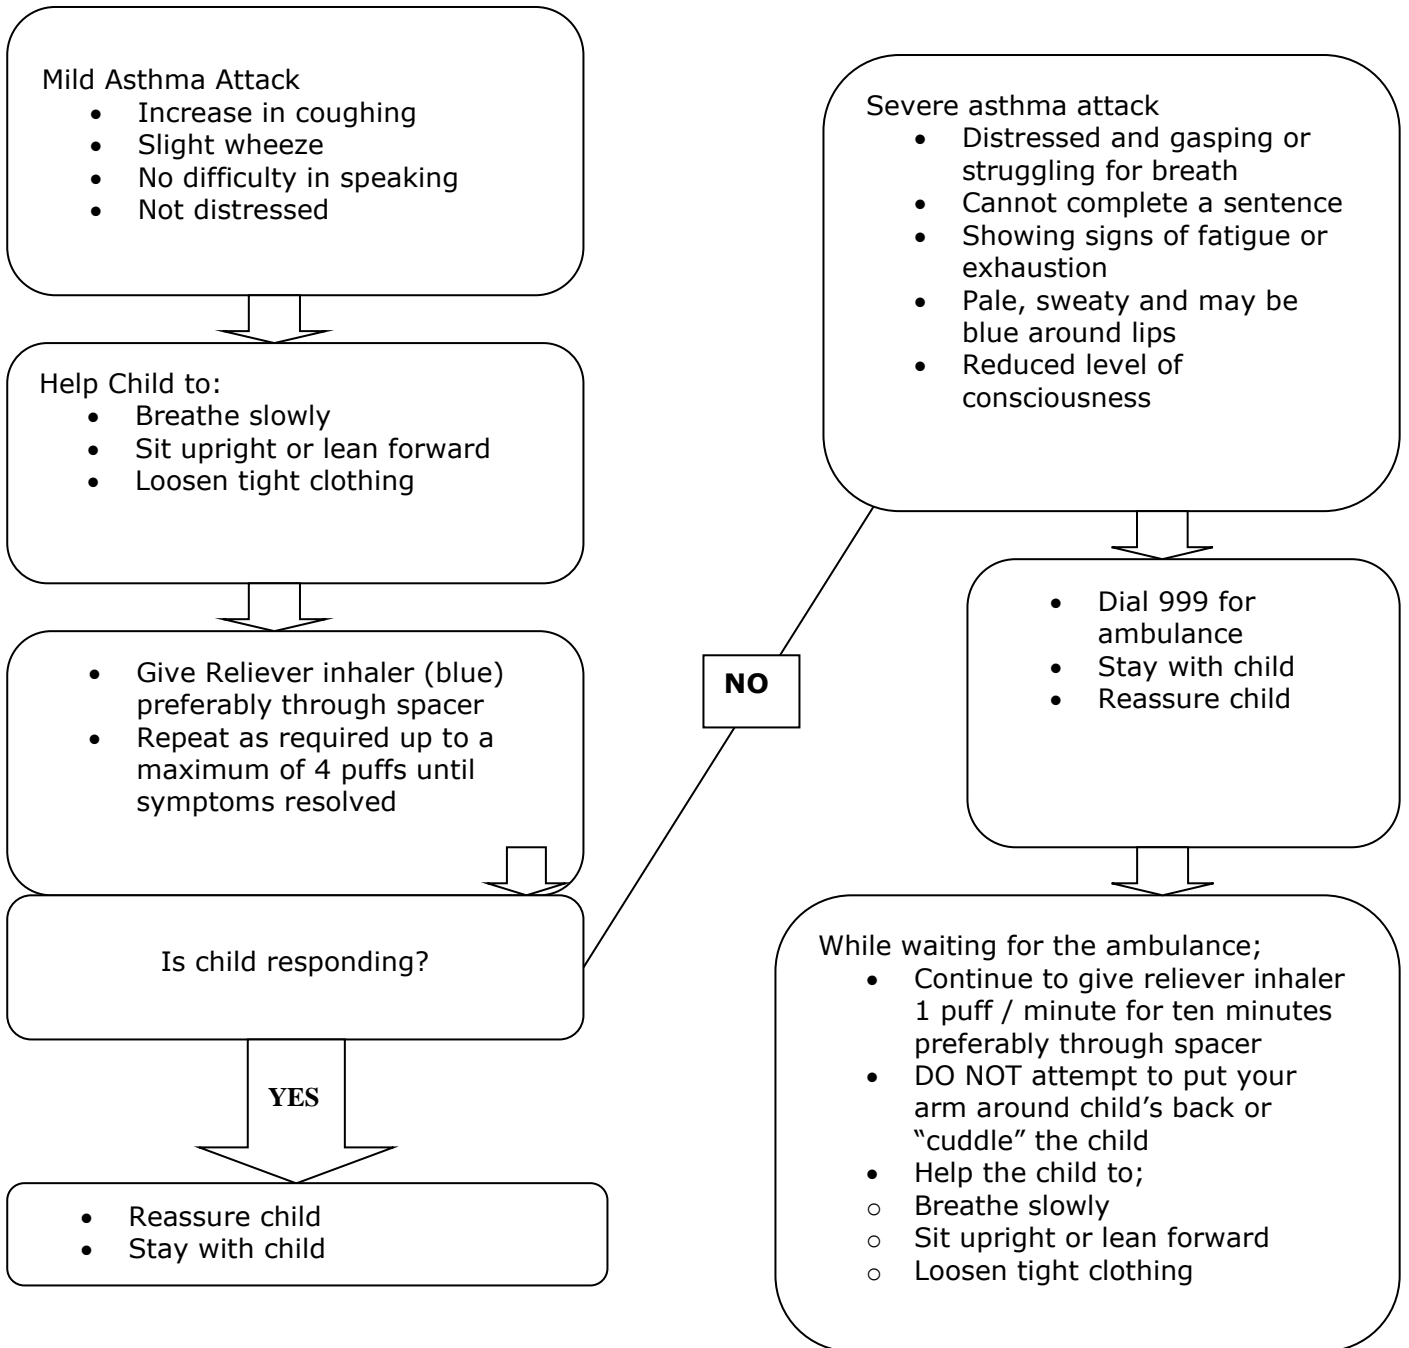 Mild Asthma Attack
• Increase in coughing
• Slight wheeze
• No difficulty in speaking
• Not distressed
Help Child to:
• Breathe slowly
• Sit upright or lean forward
• Loosen tight clothing
• Give Reliever inhaler (blue)
preferably through spacer
• Repeat as required up to a
maximum of 4 puffs until
symptoms resolved
Is child responding?
YES
• Reassure child
• Stay with child
NO
Severe asthma attack
• Distressed and gasping or
struggling for breath
• Cannot complete a sentence
• Showing signs of fatigue or
exhaustion
• Pale, sweaty and may be
blue around lips
• Reduced level of
consciousness
• Dial 999 for
ambulance
• Stay with child
• Reassure child
While waiting for the ambulance;
• Continue to give reliever inhaler
1 puff / minute for ten minutes
preferably through spacer
• DO NOT attempt to put your
arm around child’s back or
“cuddle” the child
• Help the child to;
○ Breathe slowly
○ Sit upright or lean forward
○ Loosen tight clothing